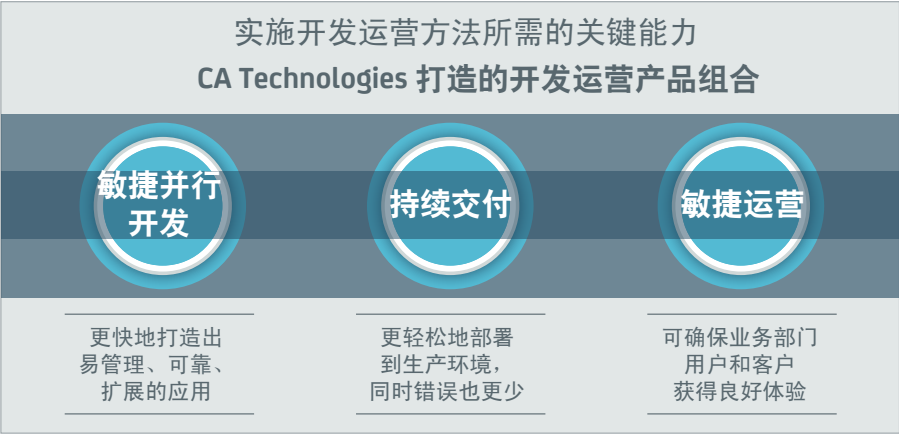 实施开发运营方法所需的关键能力
CA Technologies 打造的开发运营产品组合
敏捷并行
开发
持续交付
敏捷运营
更快地打造出
易管理、可靠、
扩展的应用
更轻松地部署
到生产环境，
同时错误也更少
可确保业务部门
用户和客户
获得良好体验